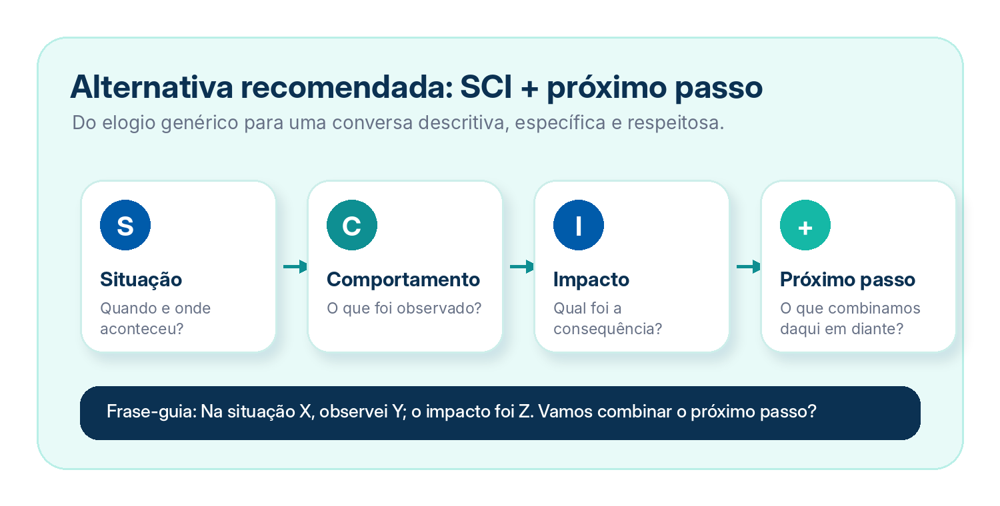 Alternativa recomendada: SCI + próximo passo
Do elogio genérico para uma conversa descritiva, específica e respeitosa.
S
Situação
Quando e onde
aconteceu?
C
Comportamento
O que foi observado?
I
Impacto
Qual foi a
consequência?
+
Próximo passo
O que combinamos
daqui em diante?
Frase-guia: Na situação X, observei Y; o impacto foi Z. Vamos combinar o próximo passo?